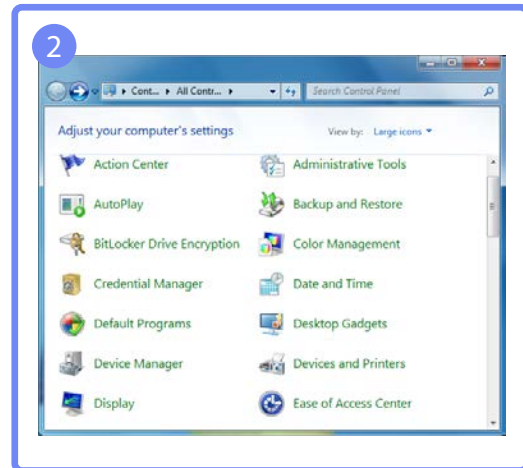 2
Cont... All Contr...
Search Control Panel
Adjust your computer's settings
View by: Large icons
Action Center
Administrative Tools
AutoPlay
Backup and Restore
BitLocker Drive Encryption
Color Management
Credential Manager
Date and Time
Default Programs
Desktop Gadgets
Device Manager
Devices and Printers
Display
Ease of Access Center